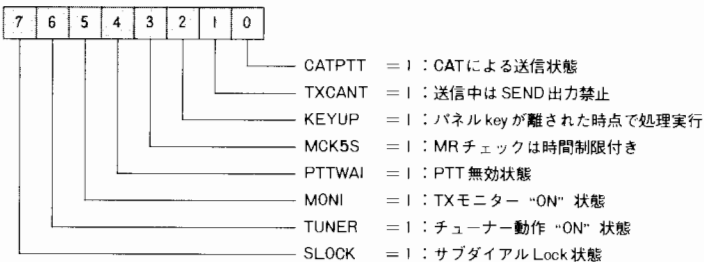 7 6 5 4 3 2 1 0
CATPTT = 1 : CATによる送信状態
TXCANT = 1 : 送信中はSEND出力禁止
KEYUP = 1 : パネルkeyが離された時点で処理実行
MCK5S = 1 : MRチェックは時間制限付き
PTTWAI = 1 : PTT無効状態
MONI = 1 : TXモニター “ON” 状態
TUNER = 1 : チューナー動作 “ON” 状態
SLOCK = 1 : サブダイアルLock状態